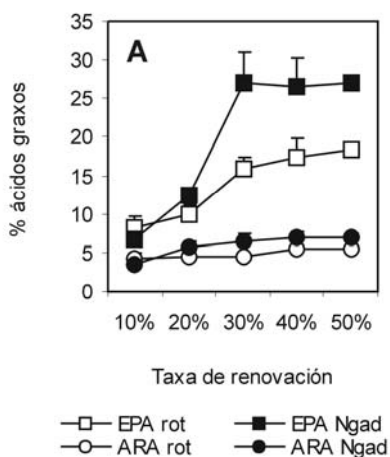 A
35
30
25
20
15
10
5
0
% ácidos graxos
10% 20% 30% 40% 50%
Taxa de renovación
EPA rot EPA Ngad
ARA rot ARA Ngad